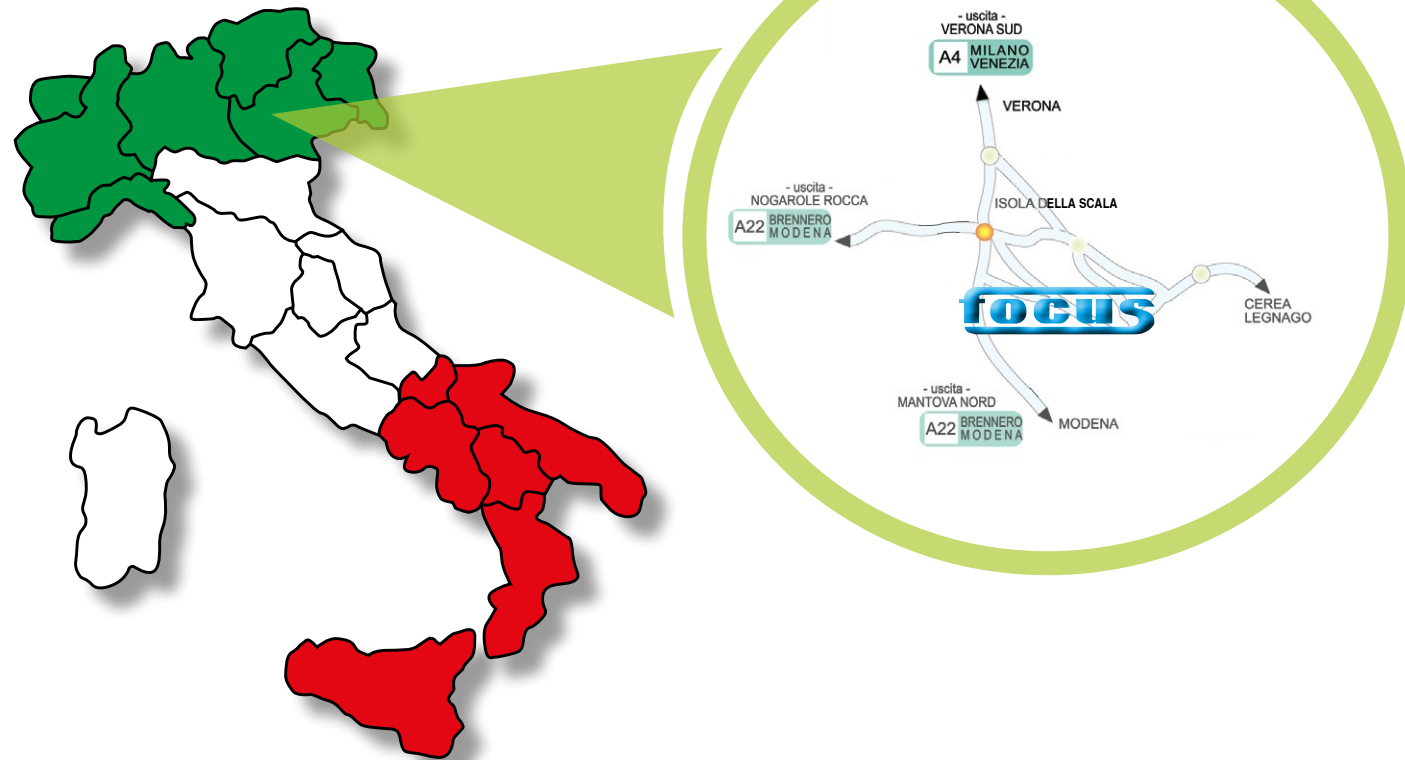 - uscita -
VERONA SUD
A4 MILANO
VENEZIA
VERONA
- uscita -
NOGAROLE ROCCA
A22 BRENNERO
MODENA
ISOLA DELLA SCALA
focus
CEREA
LEGNAGO
- uscita -
MANTOVA NORD
A22 BRENNERO
MODENA
MODENA